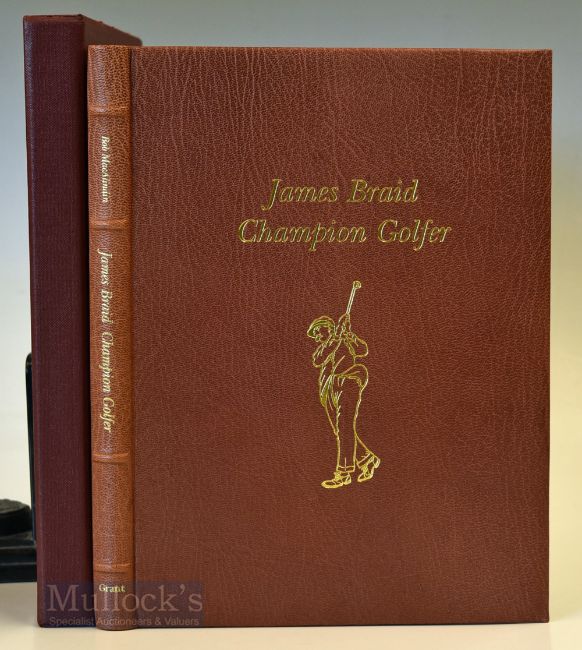 James Braid
Champion Golfer
Bob MacAlindin
James Braid Champion Golfer
Grant
Mullock's
Specialist Auctioneers & Valuers